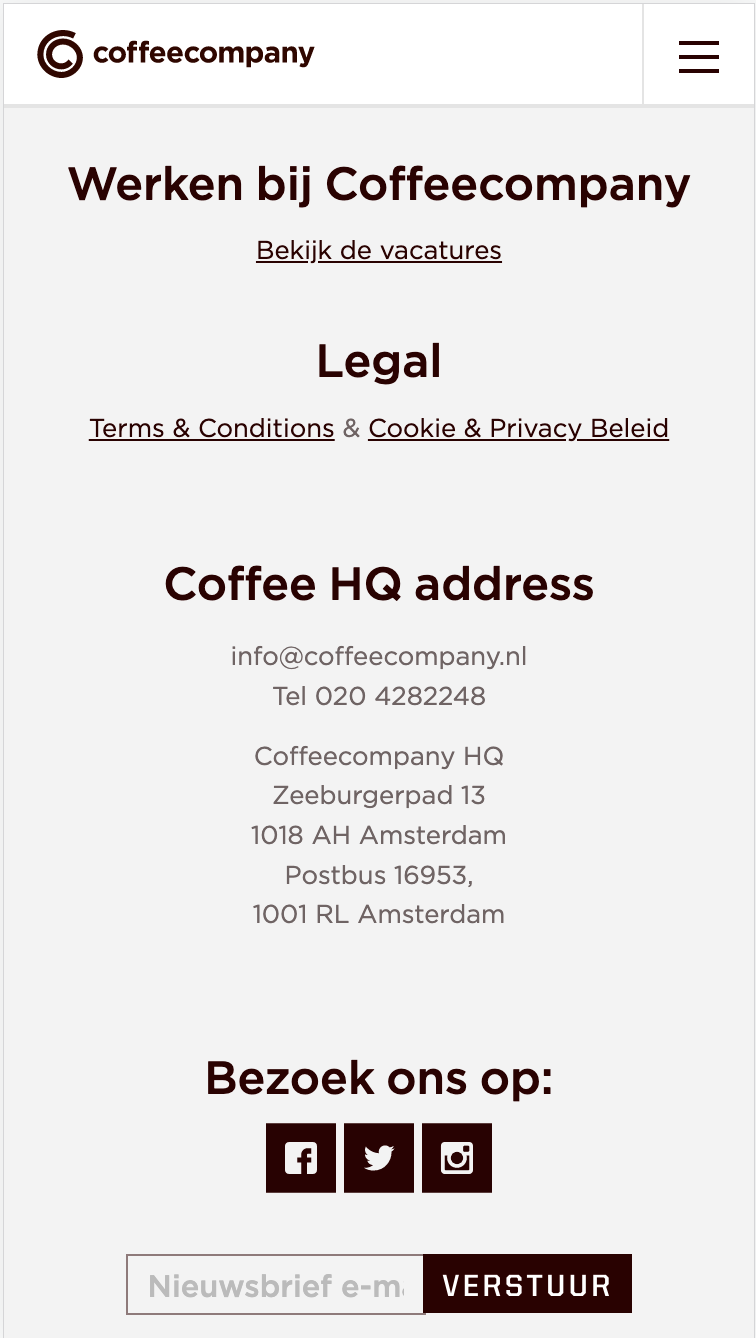 coffeecompany
Werken bij Coffeecompany
Bekijk de vacatures
Legal
Terms & Conditions & Cookie & Privacy Beleid
Coffee HQ address
info@coffeecompany.nl
Tel 020 4282248
Coffeecompany HQ
Zeeburgerpad 13
1018 AH Amsterdam
Postbus 16953,
1001 RL Amsterdam
Bezoek ons op:
Nieuwsbrief e-m
VERSTUUR